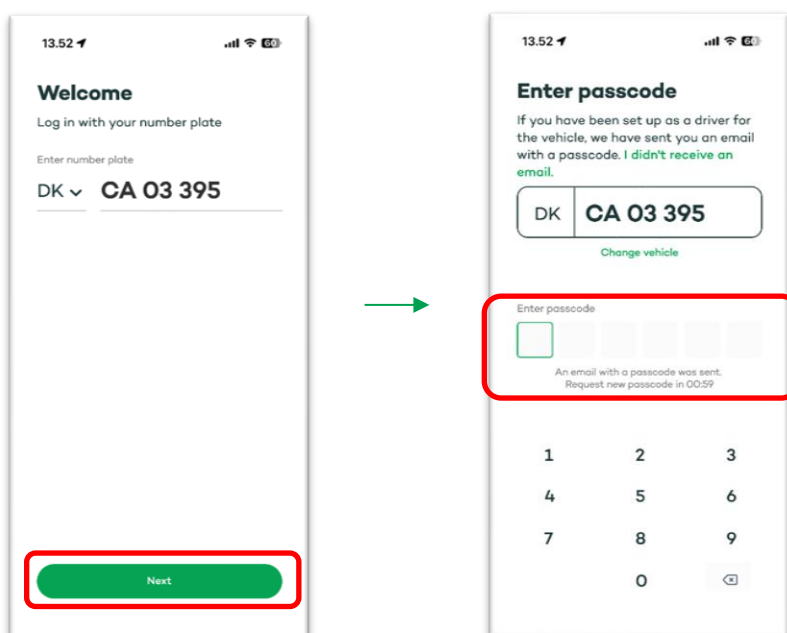 13.52
60
Welcome
Log in with your number plate
Enter number plate
DK CA 03 395
Next
13.52
60
Enter passcode
If you have been set up as a driver for
the vehicle, we have sent you an email
with a passcode. I didn't receive an
email.
DK CA 03 395
Change vehicle
Enter passcode
An email with a passcode was sent.
Request new passcode in 00:59
1 2 3
4 5 6
7 8 9
0